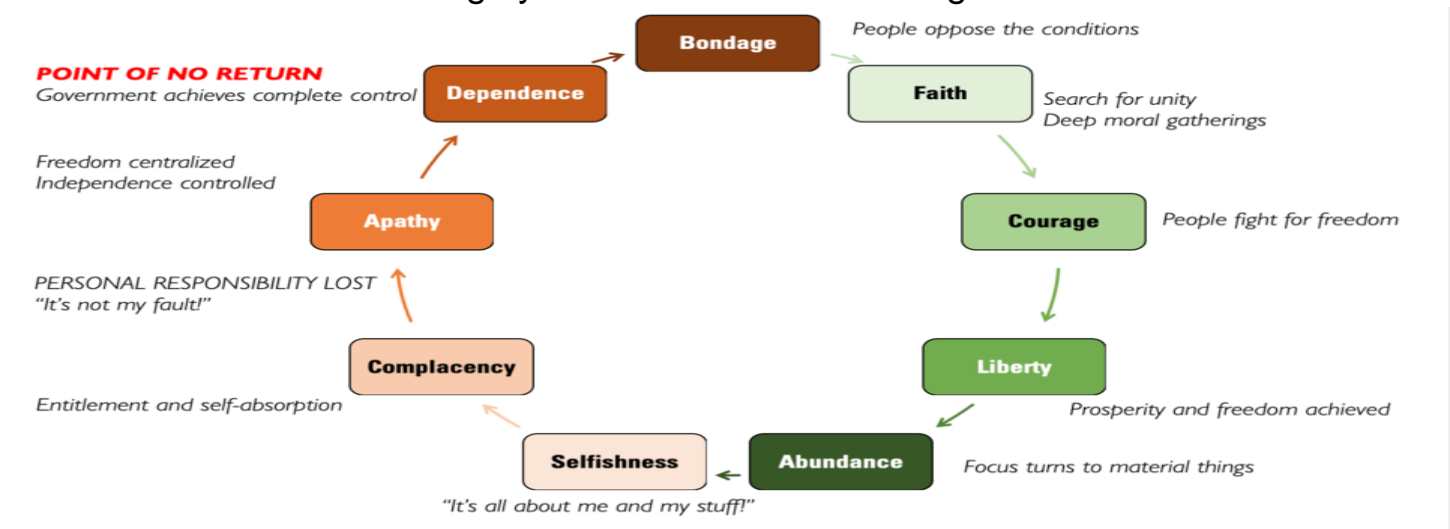 Bondage
People oppose the conditions
Faith
Search for unity
Deep moral gatherings
Courage
People fight for freedom
Liberty
Prosperity and freedom achieved
Abundance
Focus turns to material things
Selfishness
“It’s all about me and my stuff!”
Complacency
Entitlement and self-absorption
PERSONAL RESPONSIBILITY LOST
“It’s not my fault!”
Apathy
Freedom centralized
Independence controlled
Dependence
POINT OF NO RETURN
Government achieves complete control